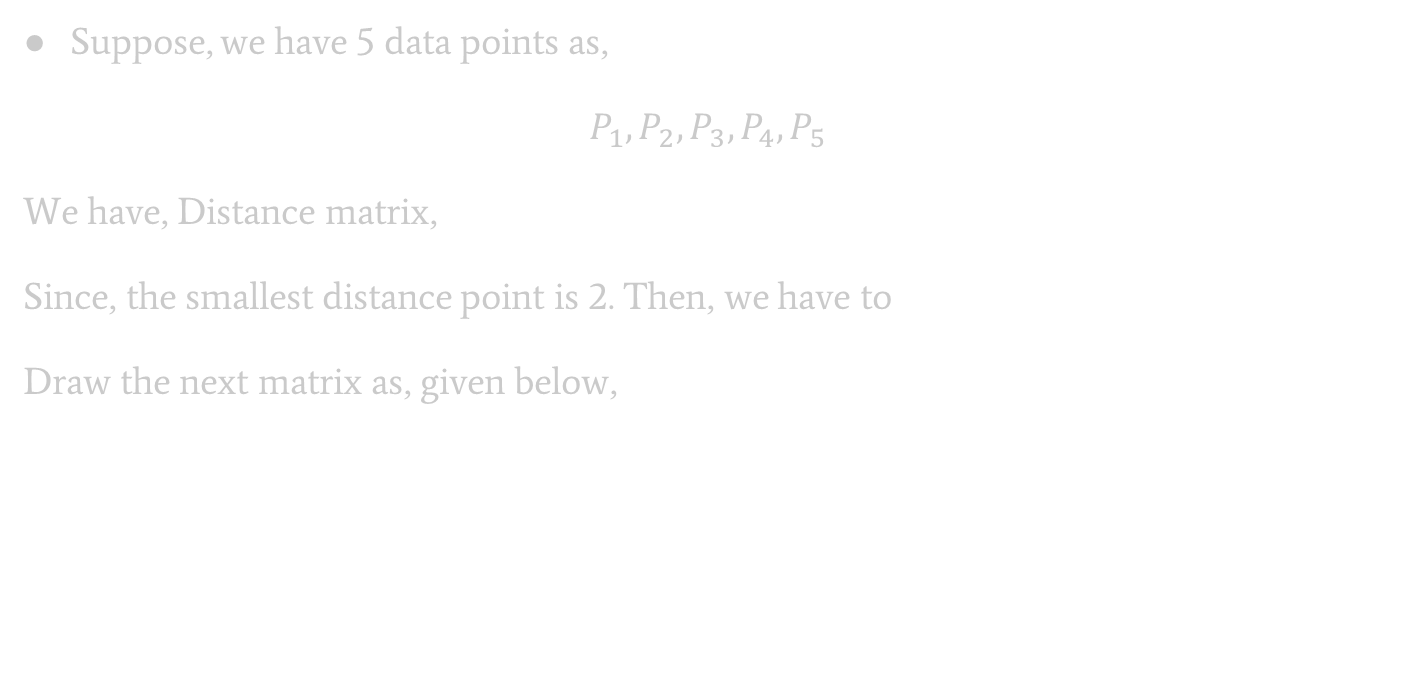 ● Suppose, we have 5 data points as,
P₁, P₂, P₃, P₄, P₅
We have, Distance matrix,
Since, the smallest distance point is 2. Then, we have to
Draw the next matrix as, given below,